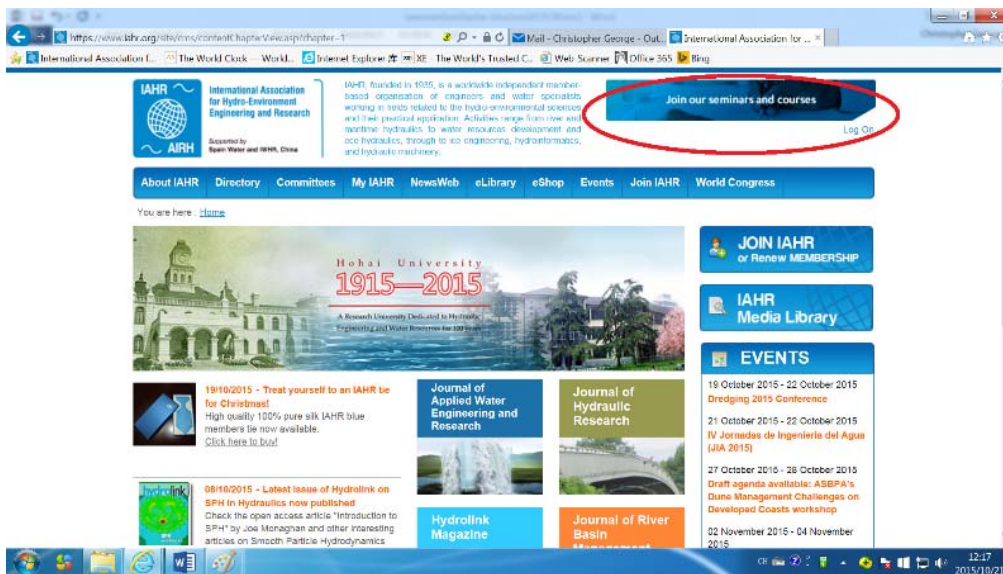 https://www.iahr.org/site/cms/contentChapterView.asp?chapter=1
Mail - Christopher George - Out...
International Association for ...
International Association f...
The World Clock — World...
Internet Explorer
XE The World's Trusted C...
Web Scanner
Office 365
Bing
IAHR
AIRH
International Association
for Hydro-Environment
Engineering and Research
Supported by
Spain Water and IWHR, China
IAHR, founded in 1935, is a worldwide independent member-
based organisation of engineers and water specialists
working in fields related to the hydro-environmental sciences
and their practical application. Activities range from river and
maritime hydraulics to water resources development and
eco-hydraulics, through to ice engineering, hydroinformatics,
and hydraulic machinery.
Join our seminars and courses
Log On
About IAHR Directory Committees My IAHR NewsWeb eLibrary eShop Events Join IAHR World Congress
You are here : Home
Hohai University
1915—2015
A Research University Dedicated to Hydraulic
Engineering and Water Resources for 100 years
JOIN IAHR
or Renew MEMBERSHIP
IAHR
Media Library
EVENTS
19 October 2015 - 22 October 2015
Dredging 2015 Conference
21 October 2015 - 22 October 2015
IV Jornadas de Ingenieria del Agua
(JIA 2015)
27 October 2015 - 28 October 2015
Draft agenda available: ASBPA's
Dune Management Challenges on
Developed Coasts workshop
02 November 2015 - 04 November
2015
19/10/2015 - Treat yourself to an IAHR tie
for Christmas!
High quality 100% pure silk IAHR blue
members tie now available.
Click here to buy!
Journal of
Applied Water
Engineering and
Research
Journal of
Hydraulic
Research
hydrolink
08/10/2015 - Latest issue of Hydrolink on
SPH in Hydraulics now published
Check the open access article "Introduction to
SPH" by Joe Monaghan and other interesting
articles on Smooth Particle Hydrodynamics
Hydrolink
Magazine
Journal of River
Basin
Management
CH
12:17
2015/10/21